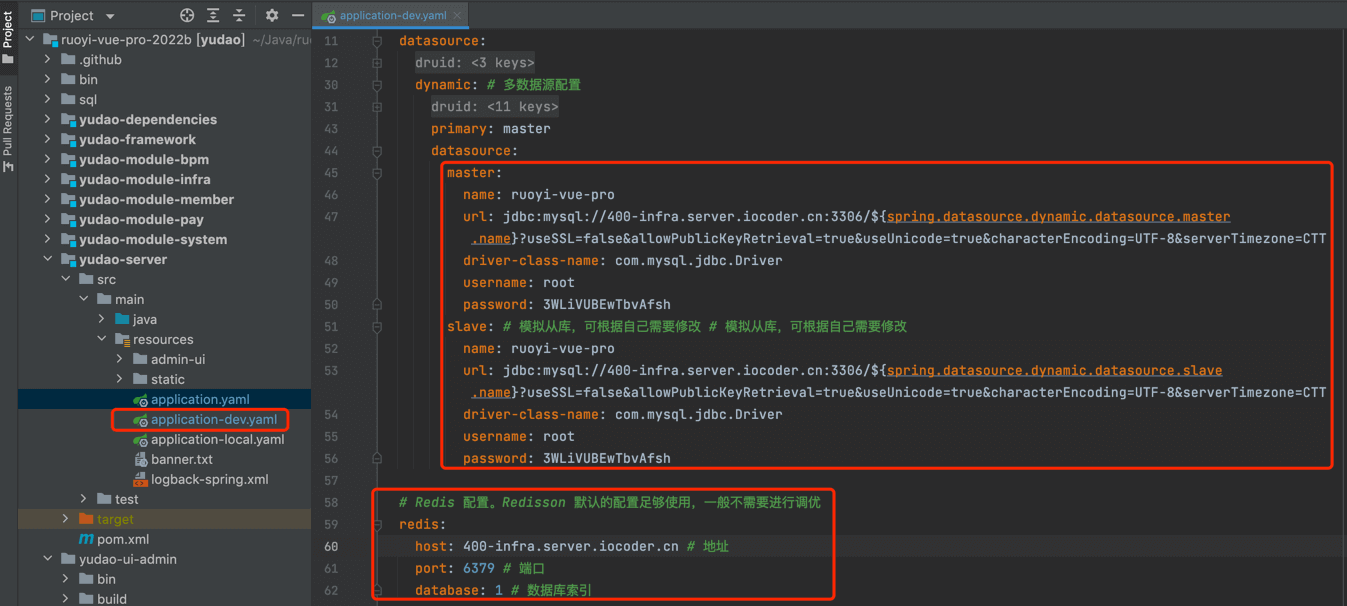 Project
Pull Requests
Project
ruoyi-vue-pro-2022b [yudao] ~/Java/ruo
.github
bin
sql
yudao-dependencies
yudao-framework
yudao-module-bpm
yudao-module-infra
yudao-module-member
yudao-module-pay
yudao-module-system
yudao-server
src
main
java
resources
admin-ui
static
application.yaml
application-dev.yaml
application-local.yaml
banner.txt
logback-spring.xml
test
target
pom.xml
yudao-ui-admin
bin
build
application-dev.yaml
11 datasource:
12 druid: <3 keys>
30 dynamic: # 多数据源配置
31 druid: <11 keys>
43 primary: master
44 datasource:
45 master:
46 name: ruoyi-vue-pro
47 url: jdbc:mysql://400-infra.server.iocoder.cn:3306/${spring.datasource.dynamic.datasource.master
.name}?useSSL=false&allowPublicKeyRetrieval=true&useUnicode=true&characterEncoding=UTF-8&serverTimezone=CTT
48 driver-class-name: com.mysql.jdbc.Driver
49 username: root
50 password: 3WLiVUBEwTbvAfsh
51 slave: # 模拟从库，可根据自己需要修改 # 模拟从库，可根据自己需要修改
52 name: ruoyi-vue-pro
53 url: jdbc:mysql://400-infra.server.iocoder.cn:3306/${spring.datasource.dynamic.datasource.slave
.name}?useSSL=false&allowPublicKeyRetrieval=true&useUnicode=true&characterEncoding=UTF-8&serverTimezone=CTT
54 driver-class-name: com.mysql.jdbc.Driver
55 username: root
56 password: 3WLiVUBEwTbvAfsh
57
58 # Redis 配置。Redisson 默认的配置足够使用，一般不需要进行调优
59 redis:
60 host: 400-infra.server.iocoder.cn # 地址
61 port: 6379 # 端口
62 database: 1 # 数据库索引